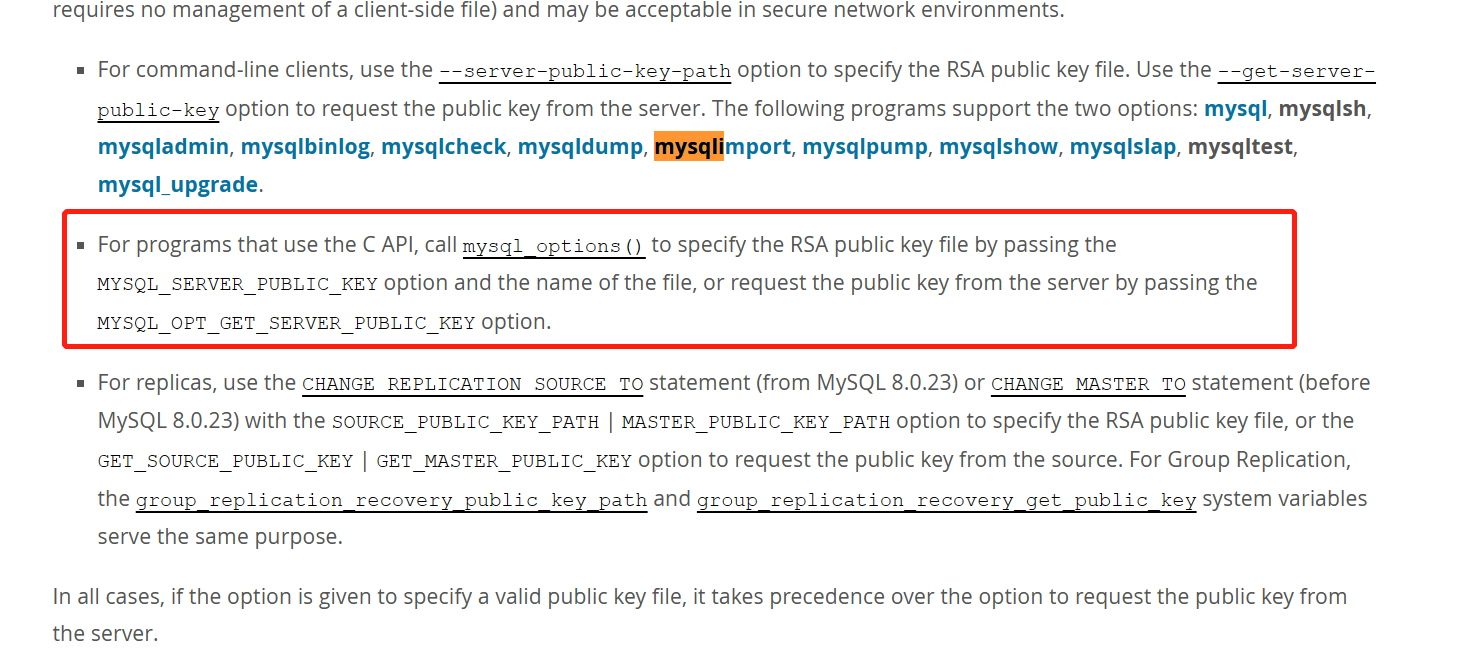 requires no management of a client-side file) and may be acceptable in secure network environments.
▪ For command-line clients, use the --server-public-key-path option to specify the RSA public key file. Use the --get-server-
public-key option to request the public key from the server. The following programs support the two options: mysql, mysqlsh,
mysqladmin, mysqlbinlog, mysqlcheck, mysqldump, mysqlimport, mysqlpump, mysqlshow, mysqlslap, mysqltest,
mysql_upgrade.
▪ For programs that use the C API, call mysql_options() to specify the RSA public key file by passing the
MYSQL_SERVER_PUBLIC_KEY option and the name of the file, or request the public key from the server by passing the
MYSQL_OPT_GET_SERVER_PUBLIC_KEY option.
▪ For replicas, use the CHANGE REPLICATION SOURCE TO statement (from MySQL 8.0.23) or CHANGE MASTER TO statement (before
MySQL 8.0.23) with the SOURCE_PUBLIC_KEY_PATH | MASTER_PUBLIC_KEY_PATH option to specify the RSA public key file, or the
GET_SOURCE_PUBLIC_KEY | GET_MASTER_PUBLIC_KEY option to request the public key from the source. For Group Replication,
the group_replication_recovery_public_key_path and group_replication_recovery_get_public_key system variables
serve the same purpose.
In all cases, if the option is given to specify a valid public key file, it takes precedence over the option to request the public key from
the server.